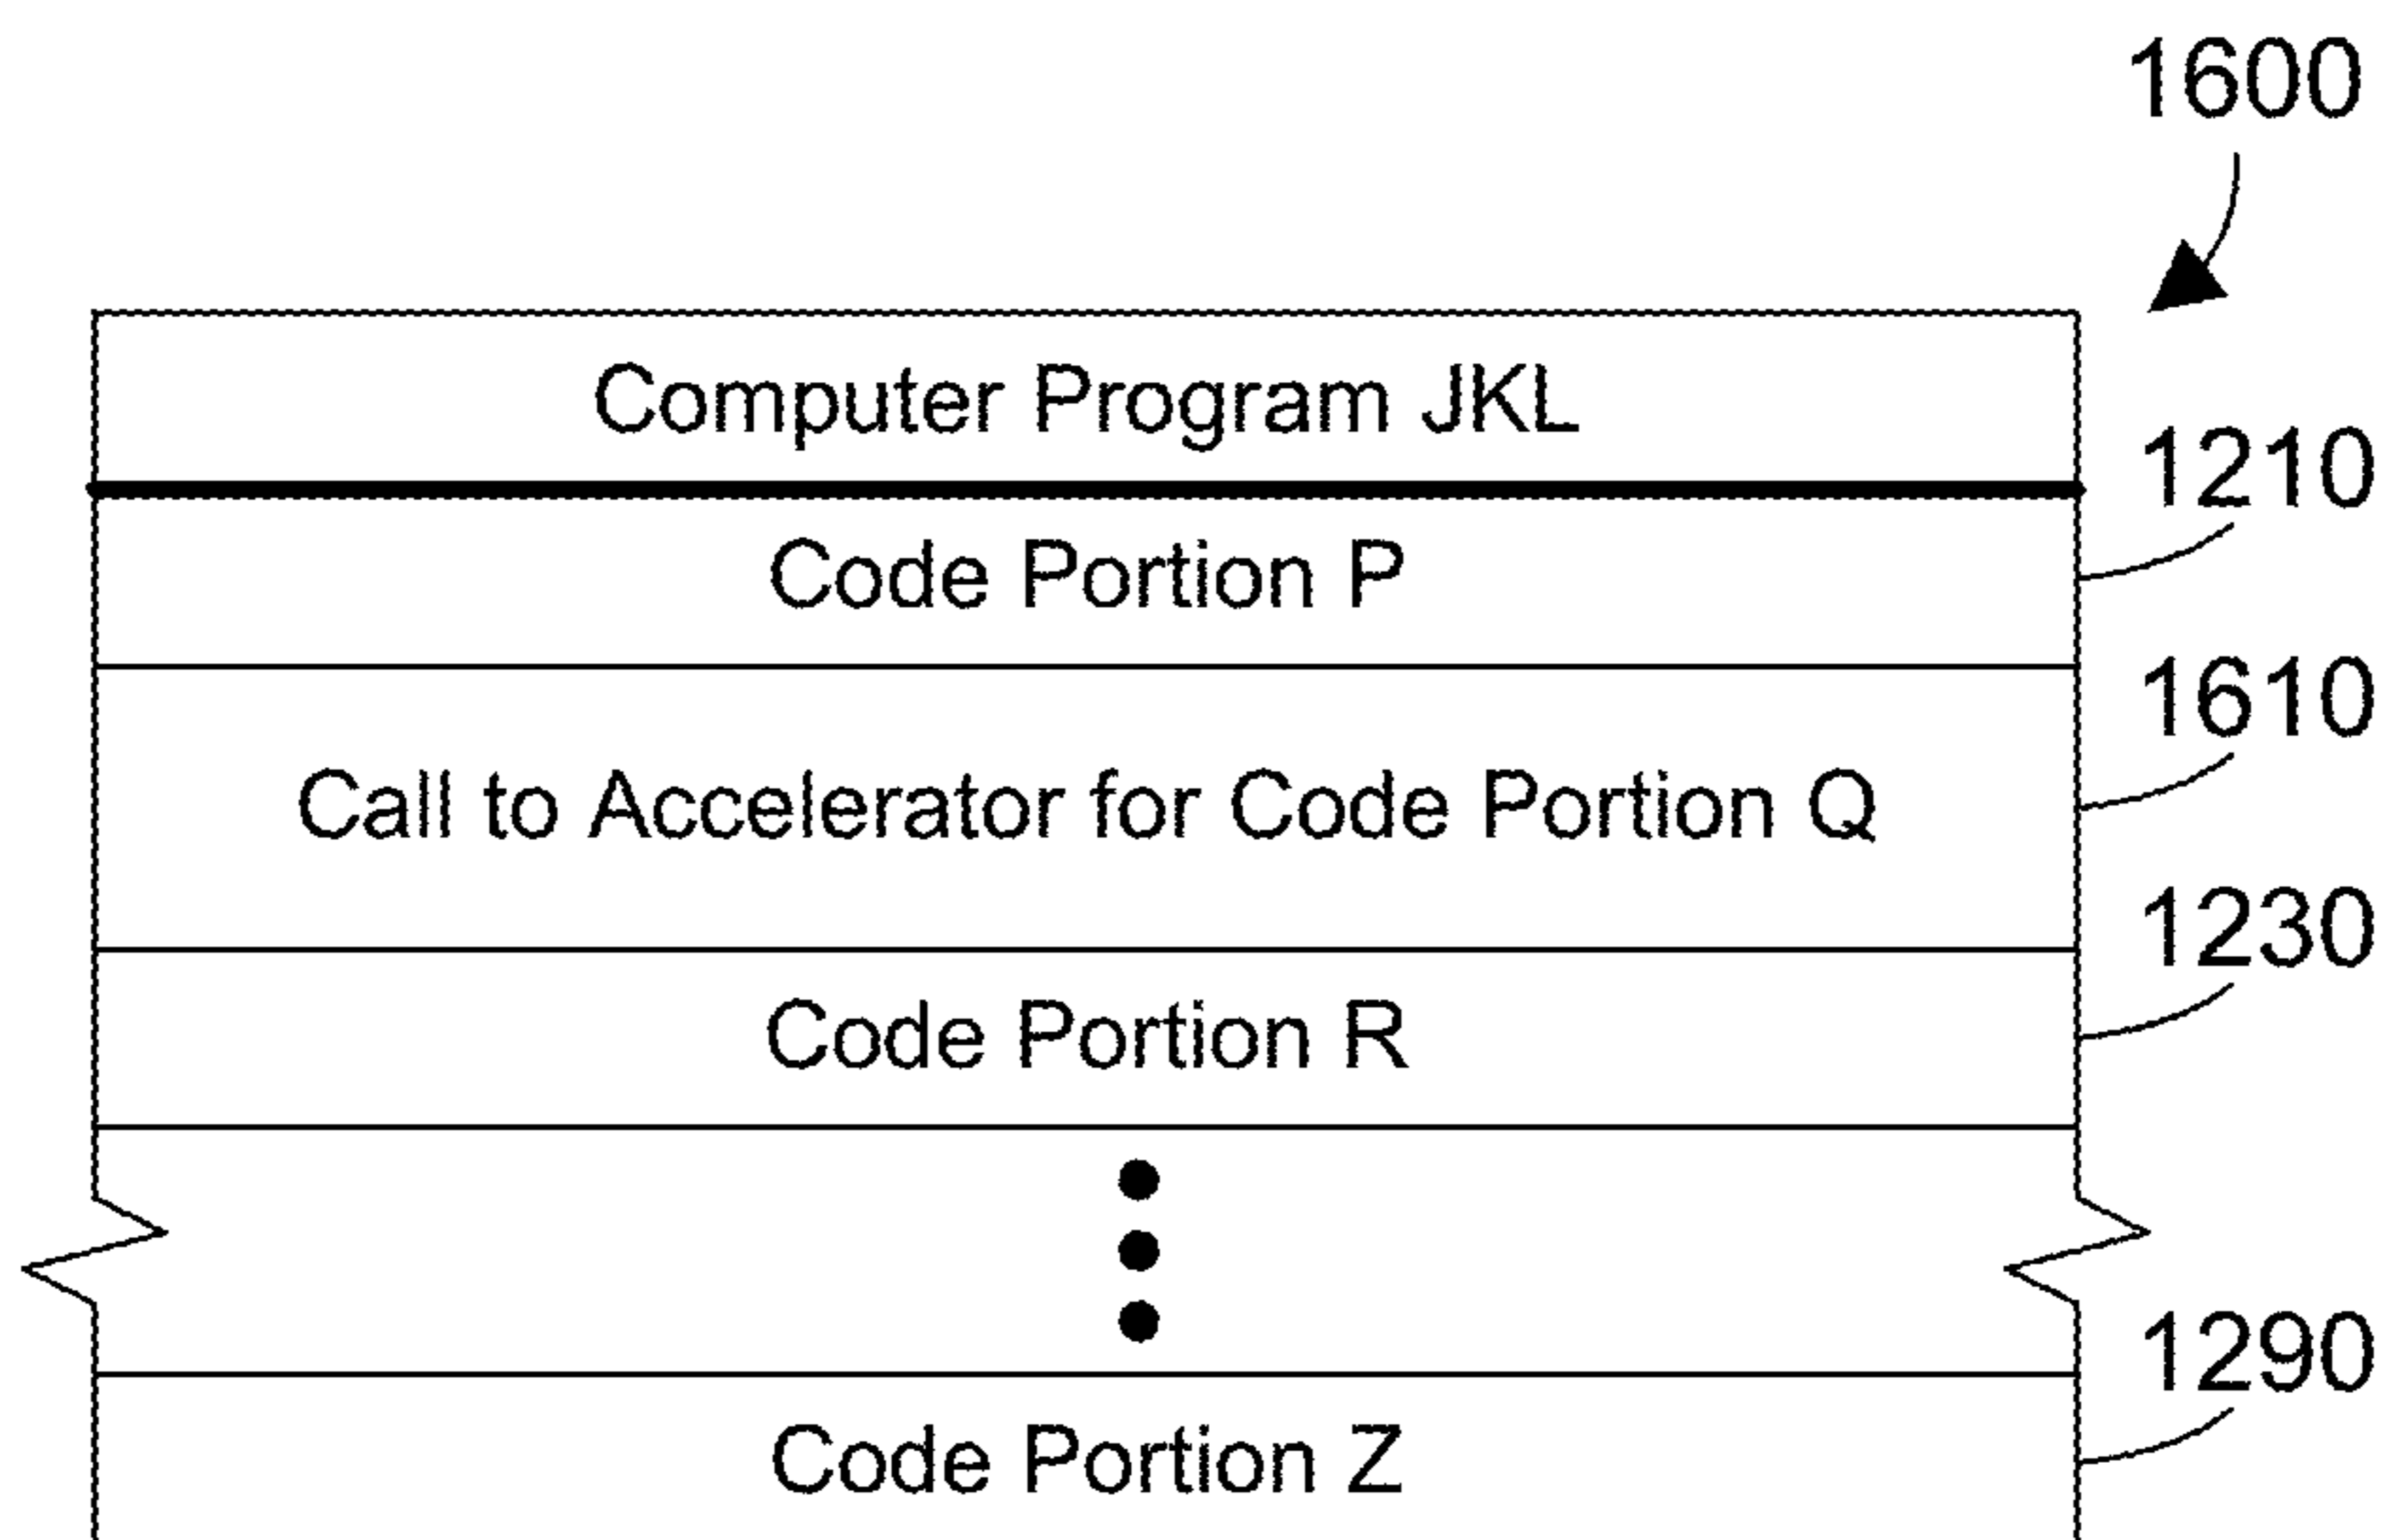 1600
Computer Program JKL
1210
Code Portion P
1610
Call to Accelerator for Code Portion Q
1230
Code Portion R
1290
Code Portion Z